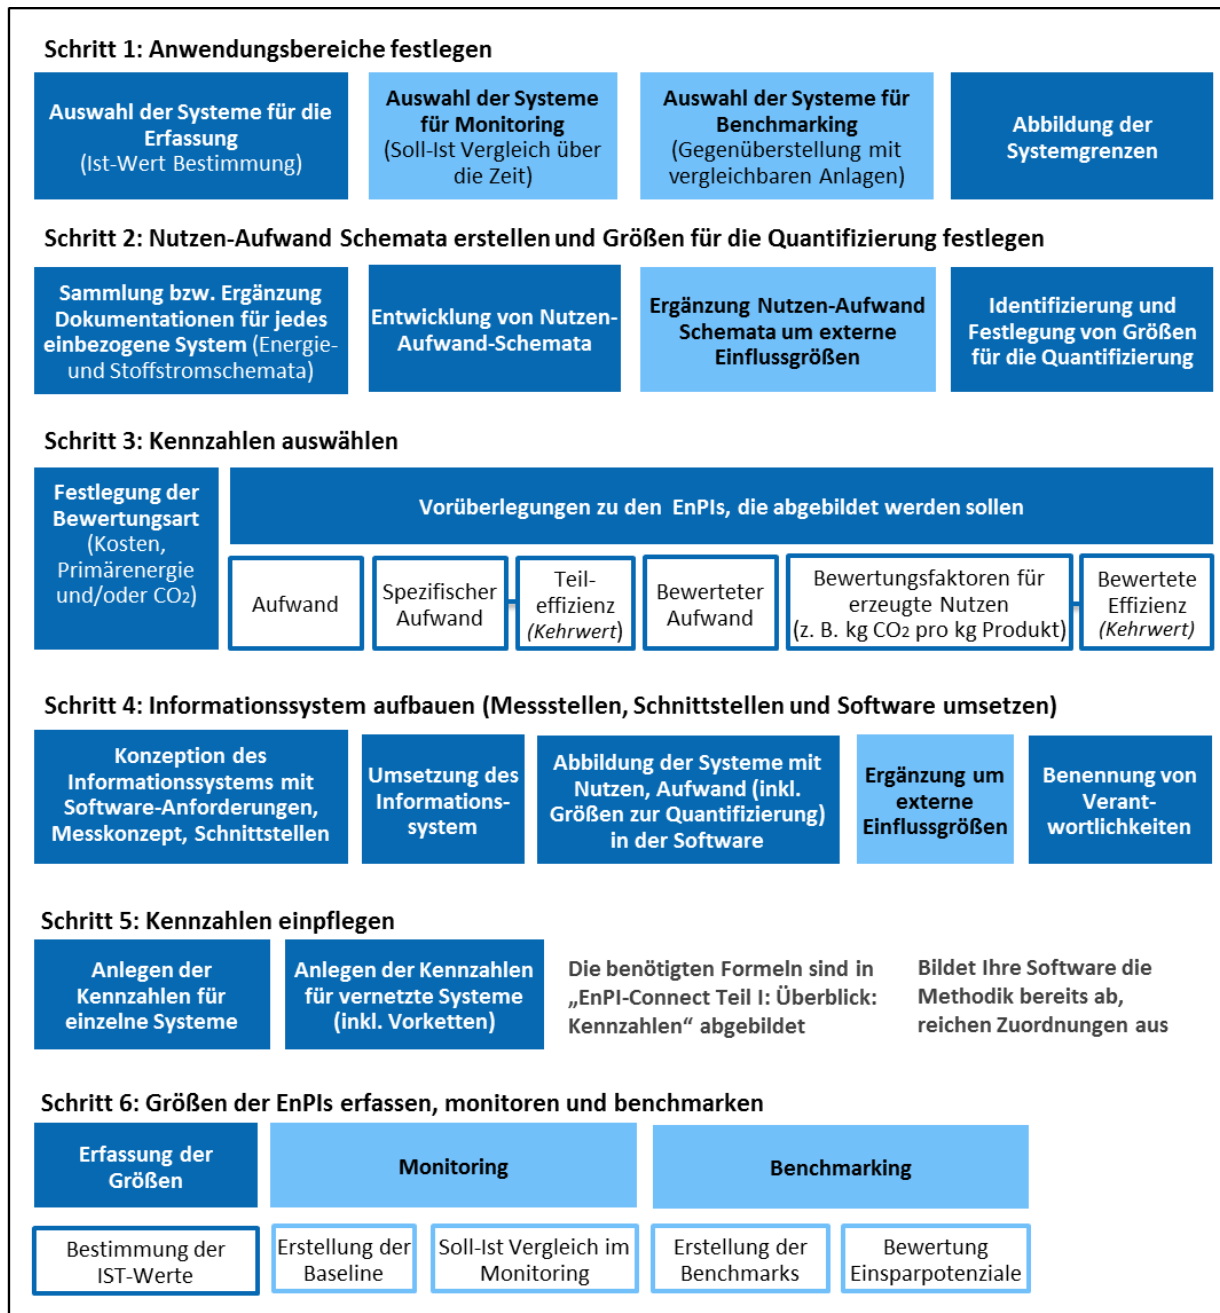 Schritt 1: Anwendungsbereiche festlegen
Auswahl der Systeme für die
Erfassung
(Ist-Wert Bestimmung)
Auswahl der Systeme
für Monitoring
(Soll-Ist Vergleich über
die Zeit)
Auswahl der Systeme für
Benchmarking
(Gegenüberstellung mit
vergleichbaren Anlagen)
Abbildung der
Systemgrenzen
Schritt 2: Nutzen-Aufwand Schemata erstellen und Größen für die Quantifizierung festlegen
Sammlung bzw. Ergänzung
Dokumentationen für jedes
einbezogene System (Energie-
und Stoffstromschemata)
Entwicklung von Nutzen-
Aufwand-Schemata
Ergänzung Nutzen-Aufwand
Schemata um externe
Einflussgrößen
Identifizierung und
Festlegung von Größen
für die Quantifizierung
Schritt 3: Kennzahlen auswählen
Festlegung der
Bewertungsart
(Kosten,
Primärenergie
und/oder CO₂)
Vorüberlegungen zu den EnPIs, die abgebildet werden sollen
Aufwand
Spezifischer
Aufwand
Teil-
effizienz
(Kehrwert)
Bewerteter
Aufwand
Bewertungsfaktoren für
erzeugte Nutzen
(z. B. kg CO₂ pro kg Produkt)
Bewertete
Effizienz
(Kehrwert)
Schritt 4: Informationssystem aufbauen (Messstellen, Schnittstellen und Software umsetzen)
Konzeption des
Informationssystems mit
Software-Anforderungen,
Messkonzept, Schnittstellen
Umsetzung des
Informations-
system
Abbildung der Systeme mit
Nutzen, Aufwand (inkl.
Größen zur Quantifizierung)
in der Software
Ergänzung um
externe
Einflussgrößen
Benennung von
Verant-
wortlichkeiten
Schritt 5: Kennzahlen einpflegen
Anlegen der
Kennzahlen für
einzelne Systeme
Anlegen der Kennzahlen
für vernetzte Systeme
(inkl. Vorketten)
Die benötigten Formeln sind in
„EnPI-Connect Teil I: Überblick:
Kennzahlen“ abgebildet
Bildet Ihre Software die
Methodik bereits ab,
reichen Zuordnungen aus
Schritt 6: Größen der EnPIs erfassen, monitoren und benchmarken
Erfassung der
Größen
Monitoring
Benchmarking
Bestimmung der
IST-Werte
Erstellung der
Baseline
Soll-Ist Vergleich im
Monitoring
Erstellung der
Benchmarks
Bewertung
Einsparpotenziale